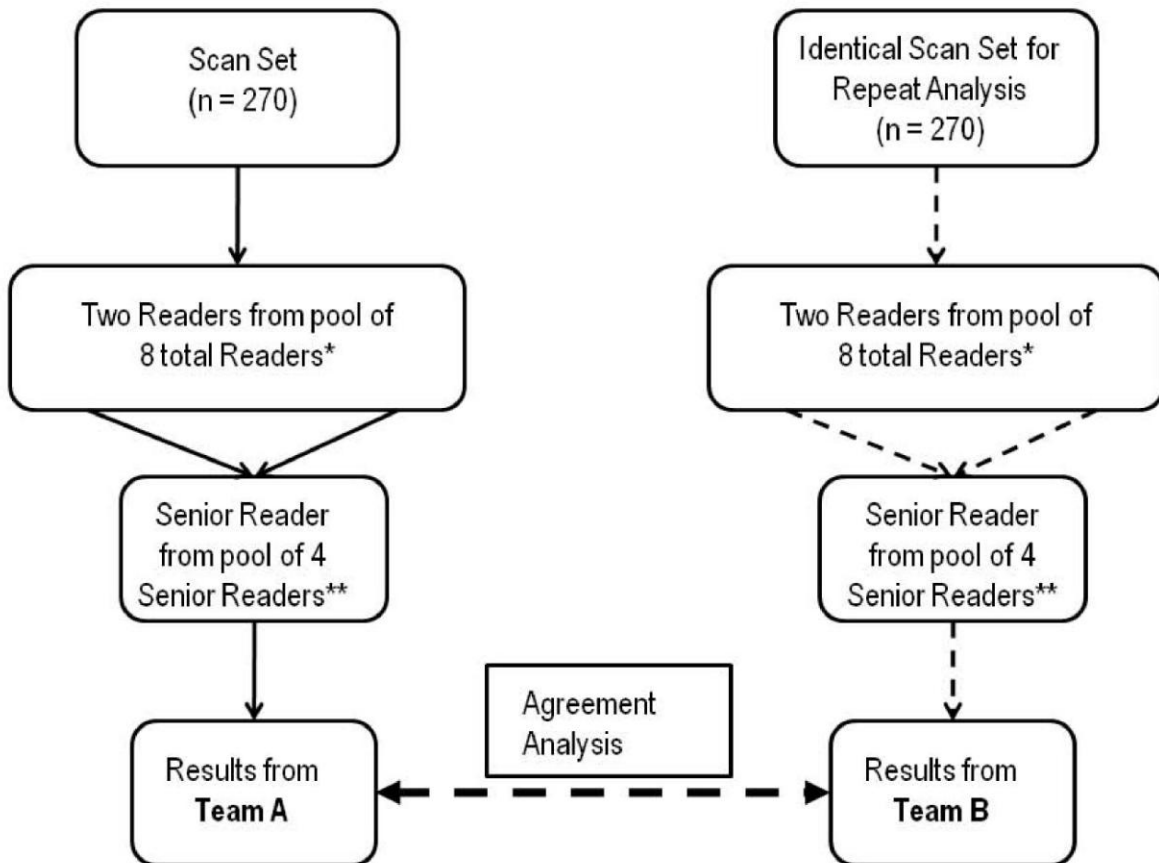 Scan Set
(n = 270)
Identical Scan Set for
Repeat Analysis
(n = 270)
Two Readers from pool of
8 total Readers*
Two Readers from pool of
8 total Readers*
Senior Reader
from pool of 4
Senior Readers**
Senior Reader
from pool of 4
Senior Readers**
Agreement
Analysis
Results from
Team A
Results from
Team B